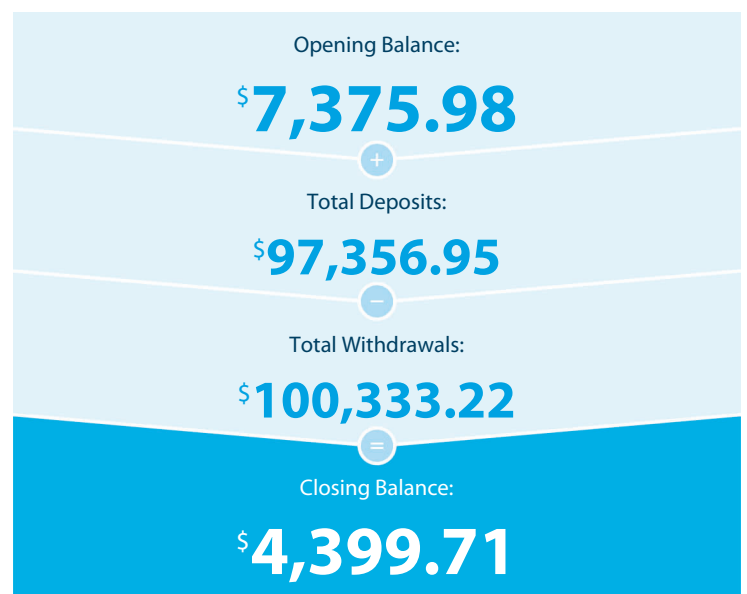 Opening Balance:
$7,375.98
+
Total Deposits:
$97,356.95
−
Total Withdrawals:
$100,333.22
=
Closing Balance:
$4,399.71